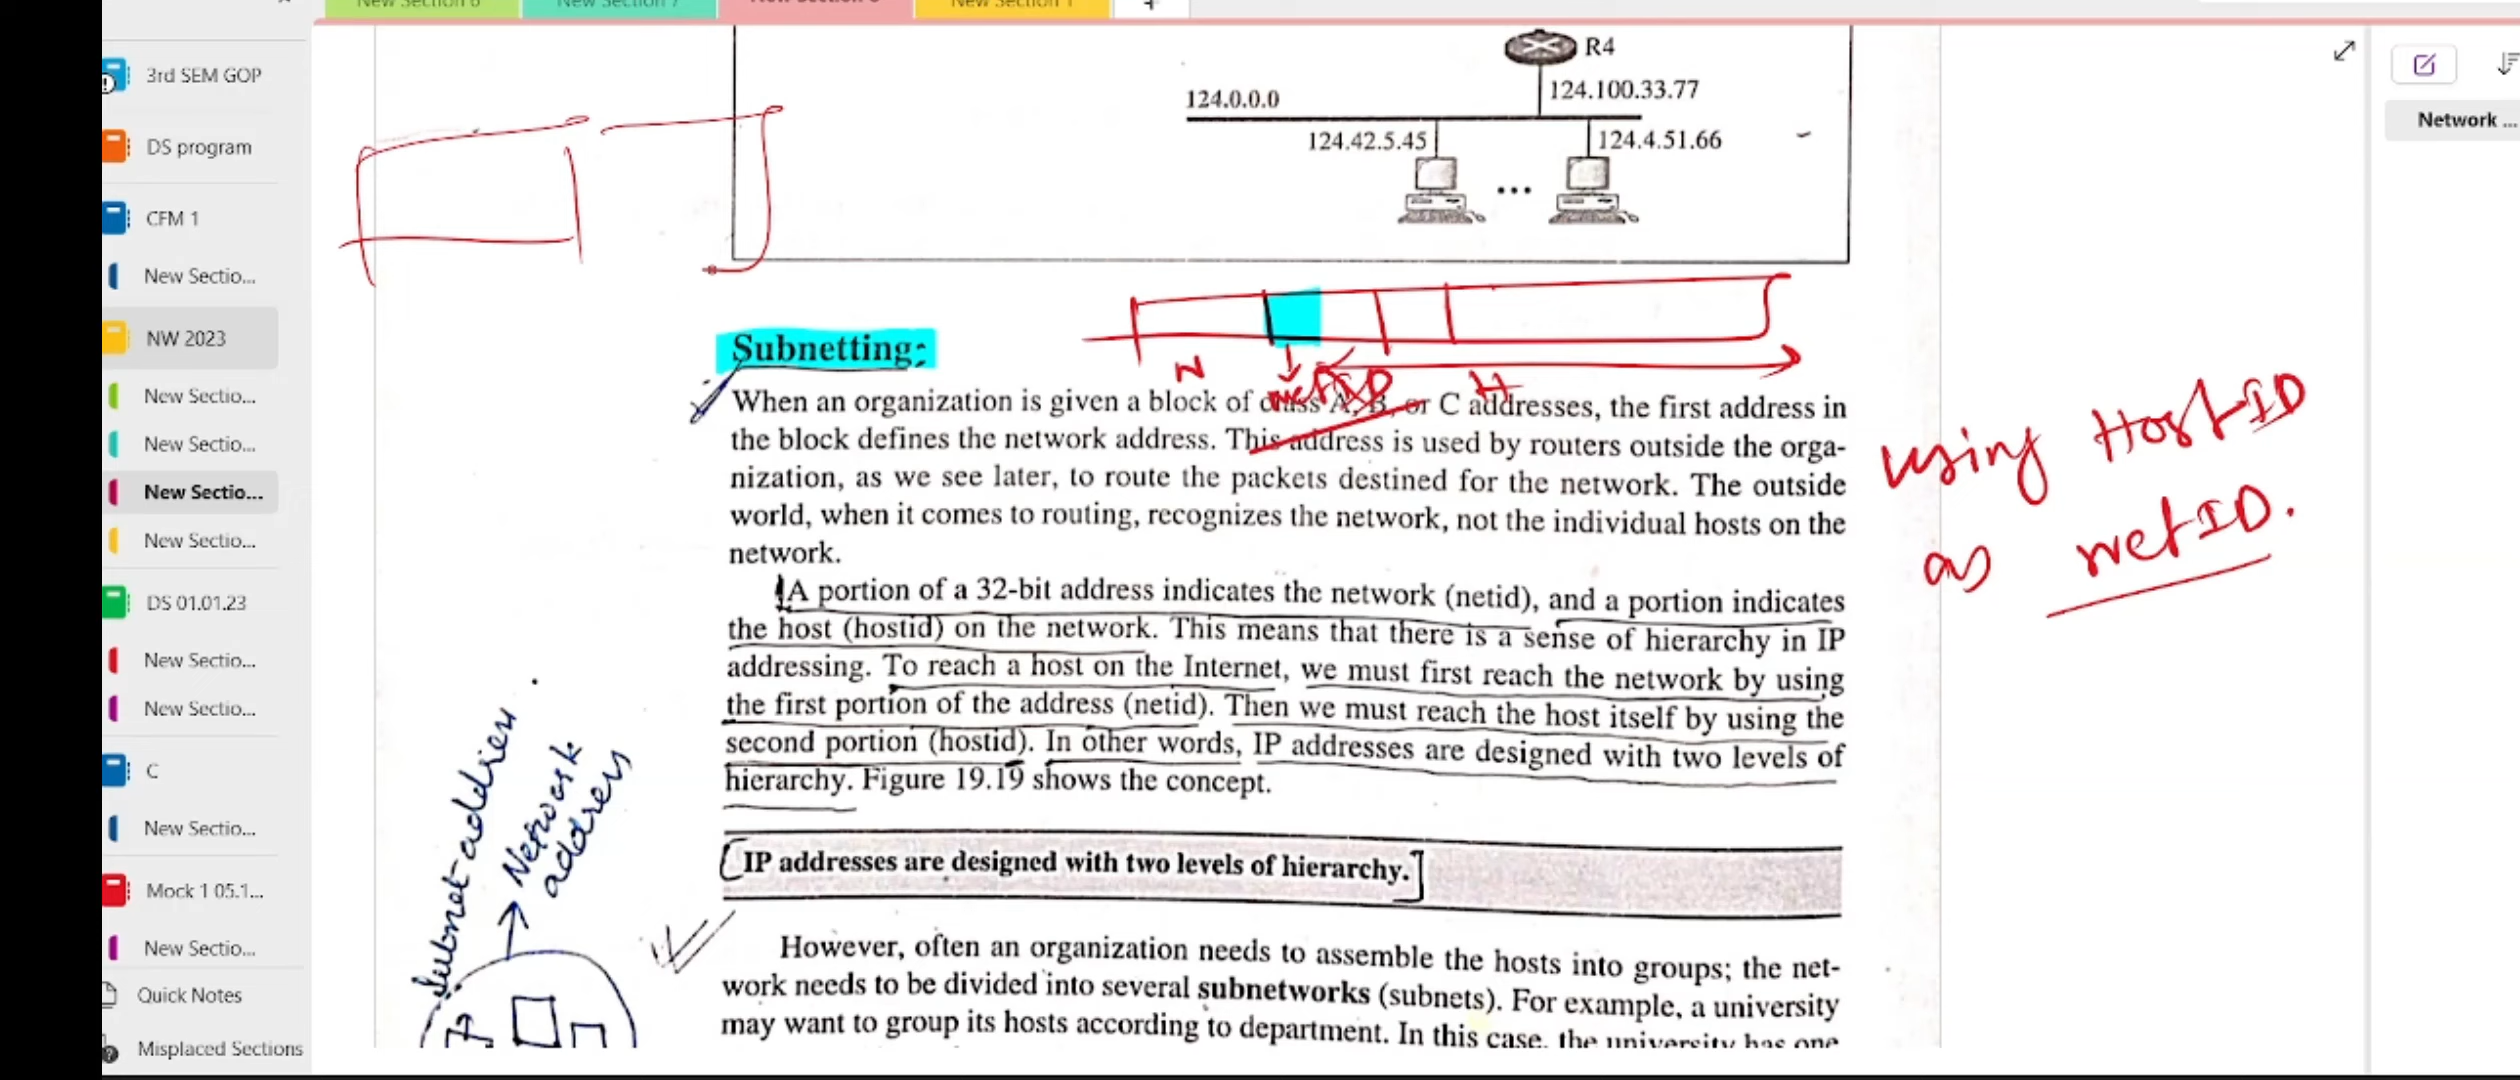 3rd SEM GOP
DS program
CFM 1
New Sectio...
NW 2023
New Sectio...
New Sectio...
New Sectio...
New Sectio...
DS 01.01.23
New Sectio...
New Sectio...
C
New Sectio...
Mock 1 05.1...
New Sectio...
Quick Notes
Misplaced Sections
Network ...
R4
124.100.33.77
124.0.0.0
124.42.5.45
124.4.51.66
...
N
netID
H
Subnetting:
When an organization is given a block of class A, B, or C addresses, the first address in
the block defines the network address. This address is used by routers outside the orga-
nization, as we see later, to route the packets destined for the network. The outside
world, when it comes to routing, recognizes the network, not the individual hosts on the
network.
A portion of a 32-bit address indicates the network (netid), and a portion indicates
the host (hostid) on the network. This means that there is a sense of hierarchy in IP
addressing. To reach a host on the Internet, we must first reach the network by using
the first portion of the address (netid). Then we must reach the host itself by using the
second portion (hostid). In other words, IP addresses are designed with two levels of
hierarchy. Figure 19.19 shows the concept.
IP addresses are designed with two levels of hierarchy.
However, often an organization needs to assemble the hosts into groups; the net-
work needs to be divided into several subnetworks (subnets). For example, a university
may want to group its hosts according to department. In this case, the university has one
using HostID
as netID.
Subnet-address
Network
address